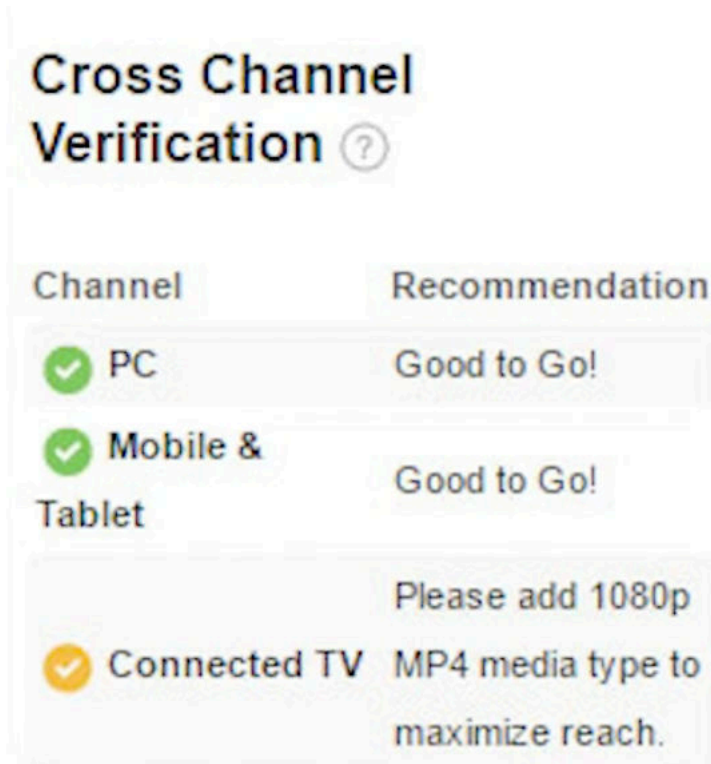 Cross Channel
Verification ?
Channel Recommendation
PC Good to Go!
Mobile &
Tablet
Good to Go!
Connected TV
Please add 1080p
MP4 media type to
maximize reach.